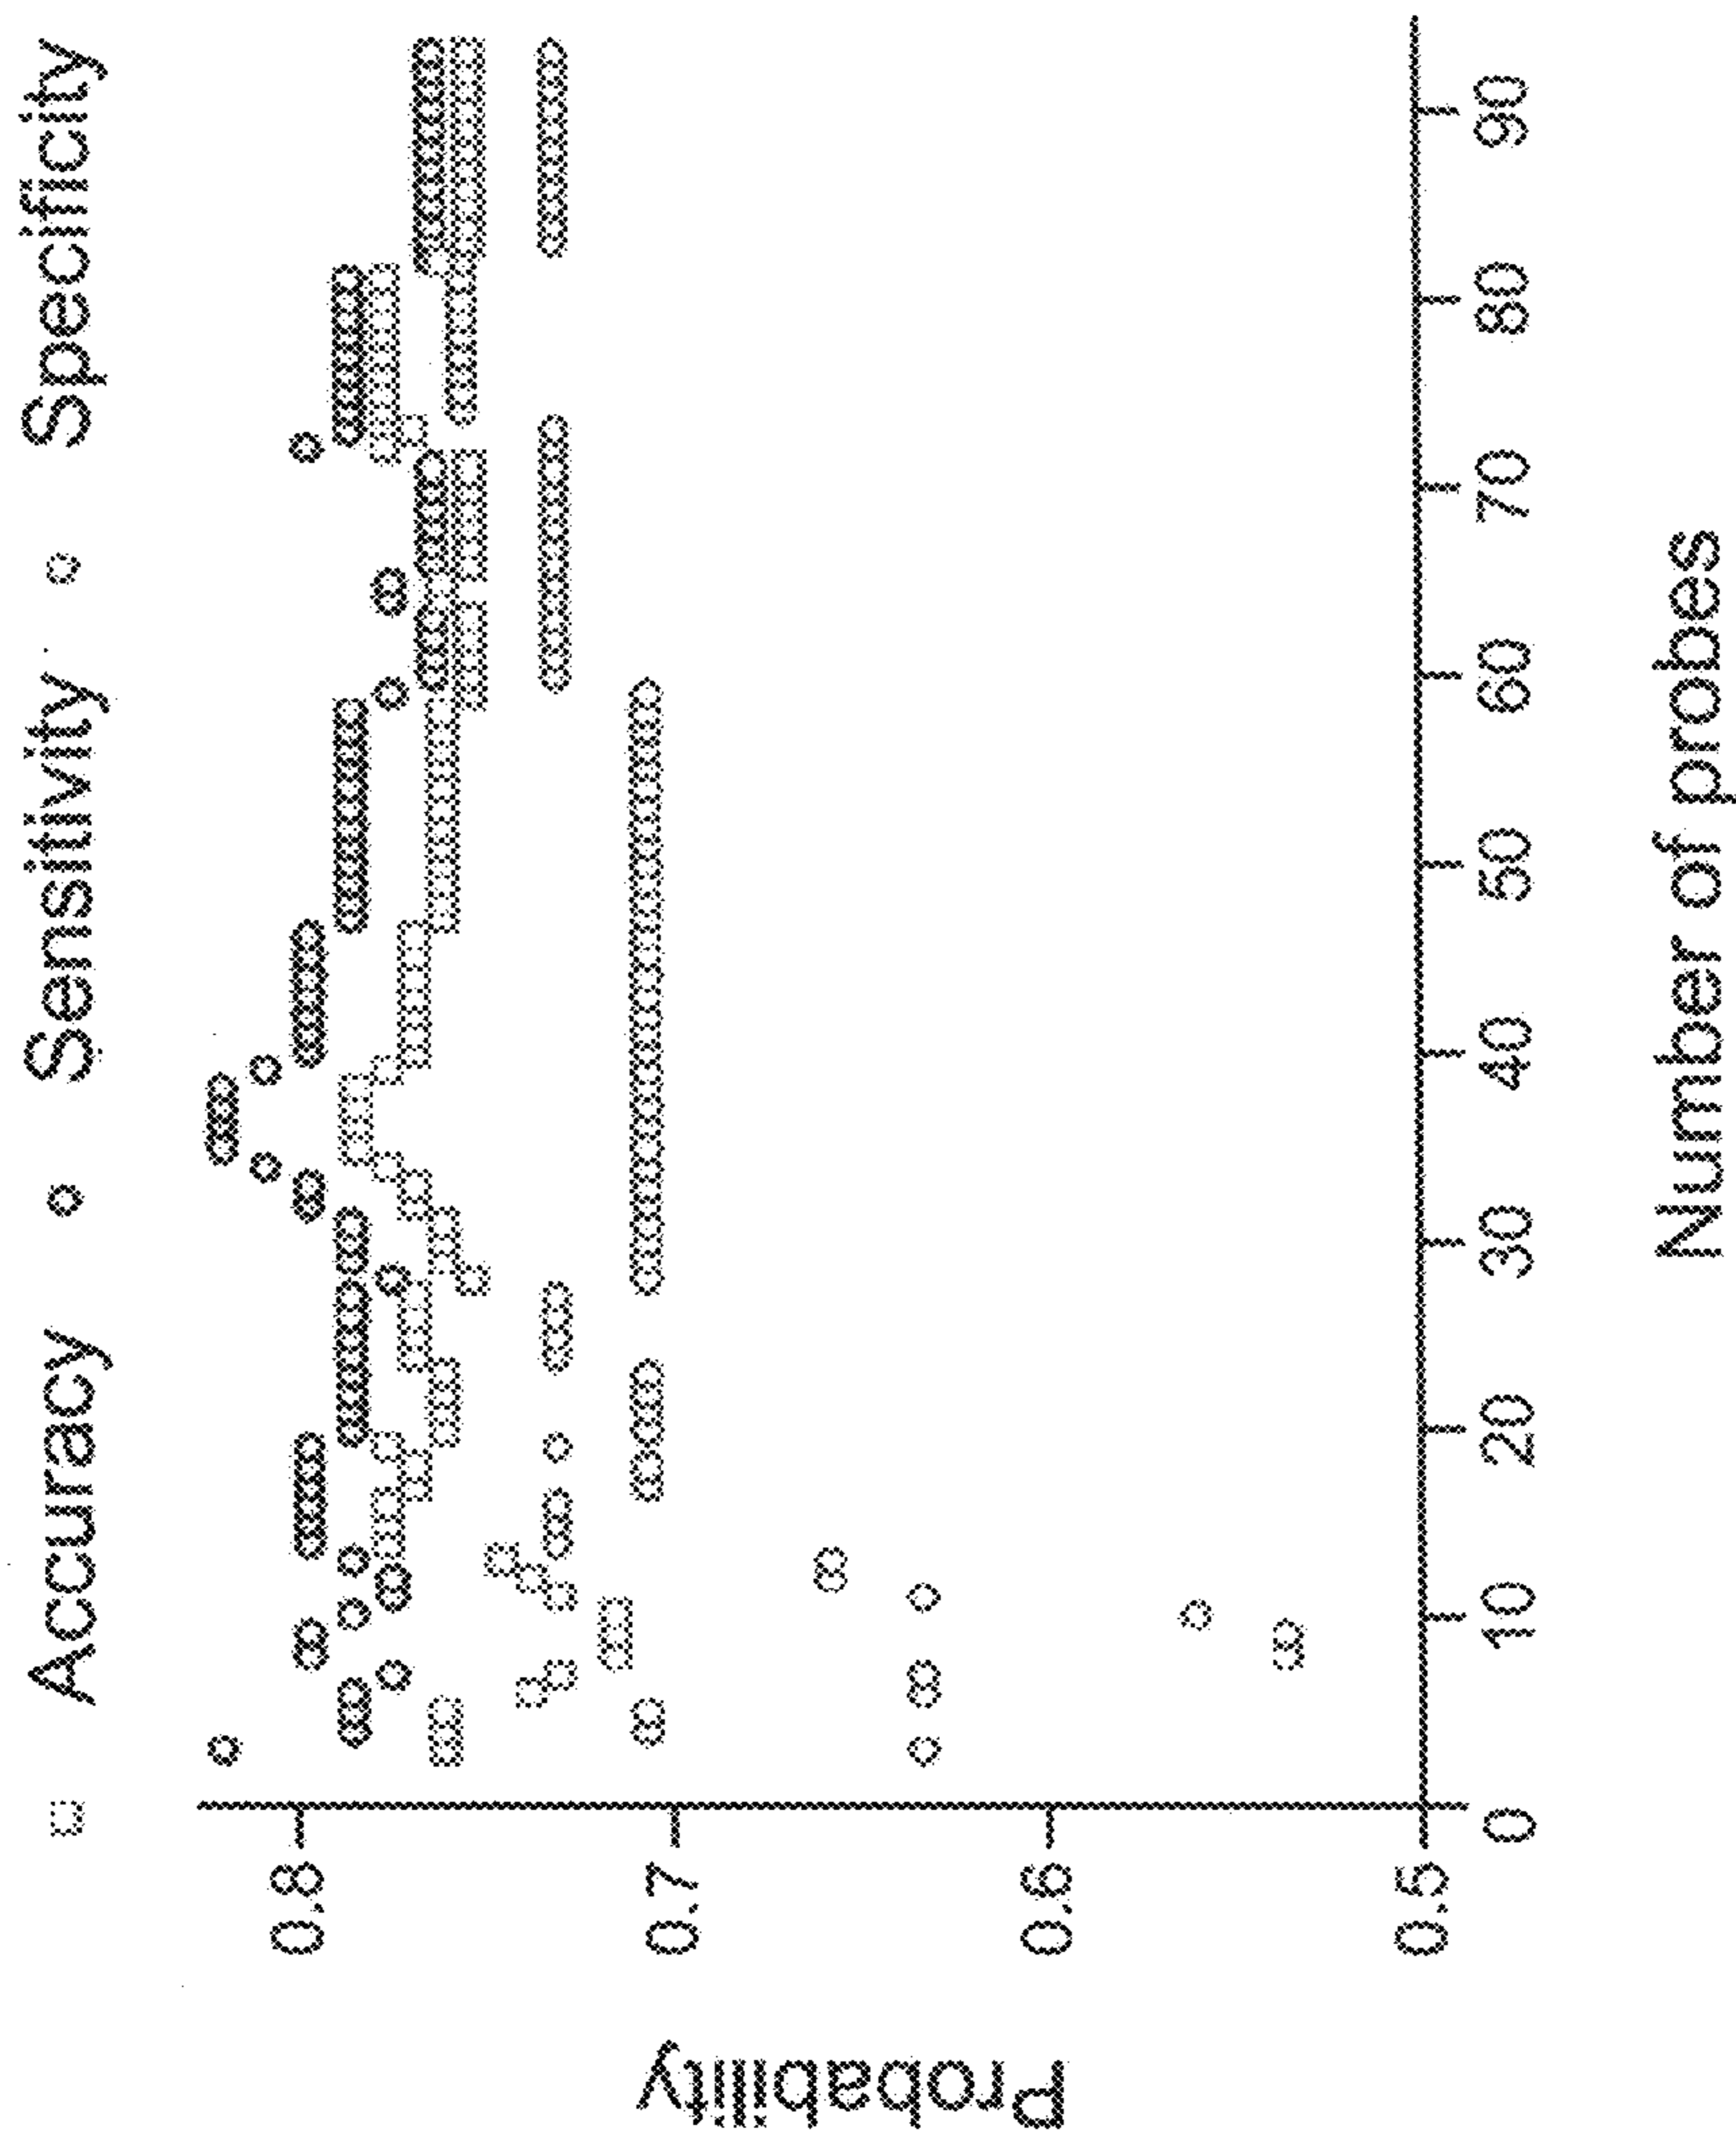 Accuracy Sensitivity Specificity
Probability
0.8
0.7
0.6
0.5
0 10 20 30 40 50 60 70 80 90
Number of probes